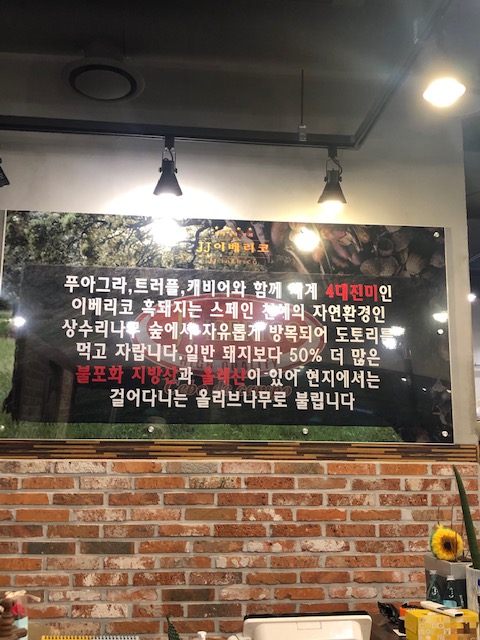 JJ이베리코
푸아그라,트러플,캐비어와 함께 세계 4대진미인
이베리코 흑돼지는 스페인 천혜의 자연환경인
상수리나무 숲에서 자유롭게 방목되어 도토리를
먹고 자랍니다.일반 돼지보다 50% 더 많은
불포화 지방산과 올레산이 있어 현지에서는
걸어다니는 올리브나무로 불립니다